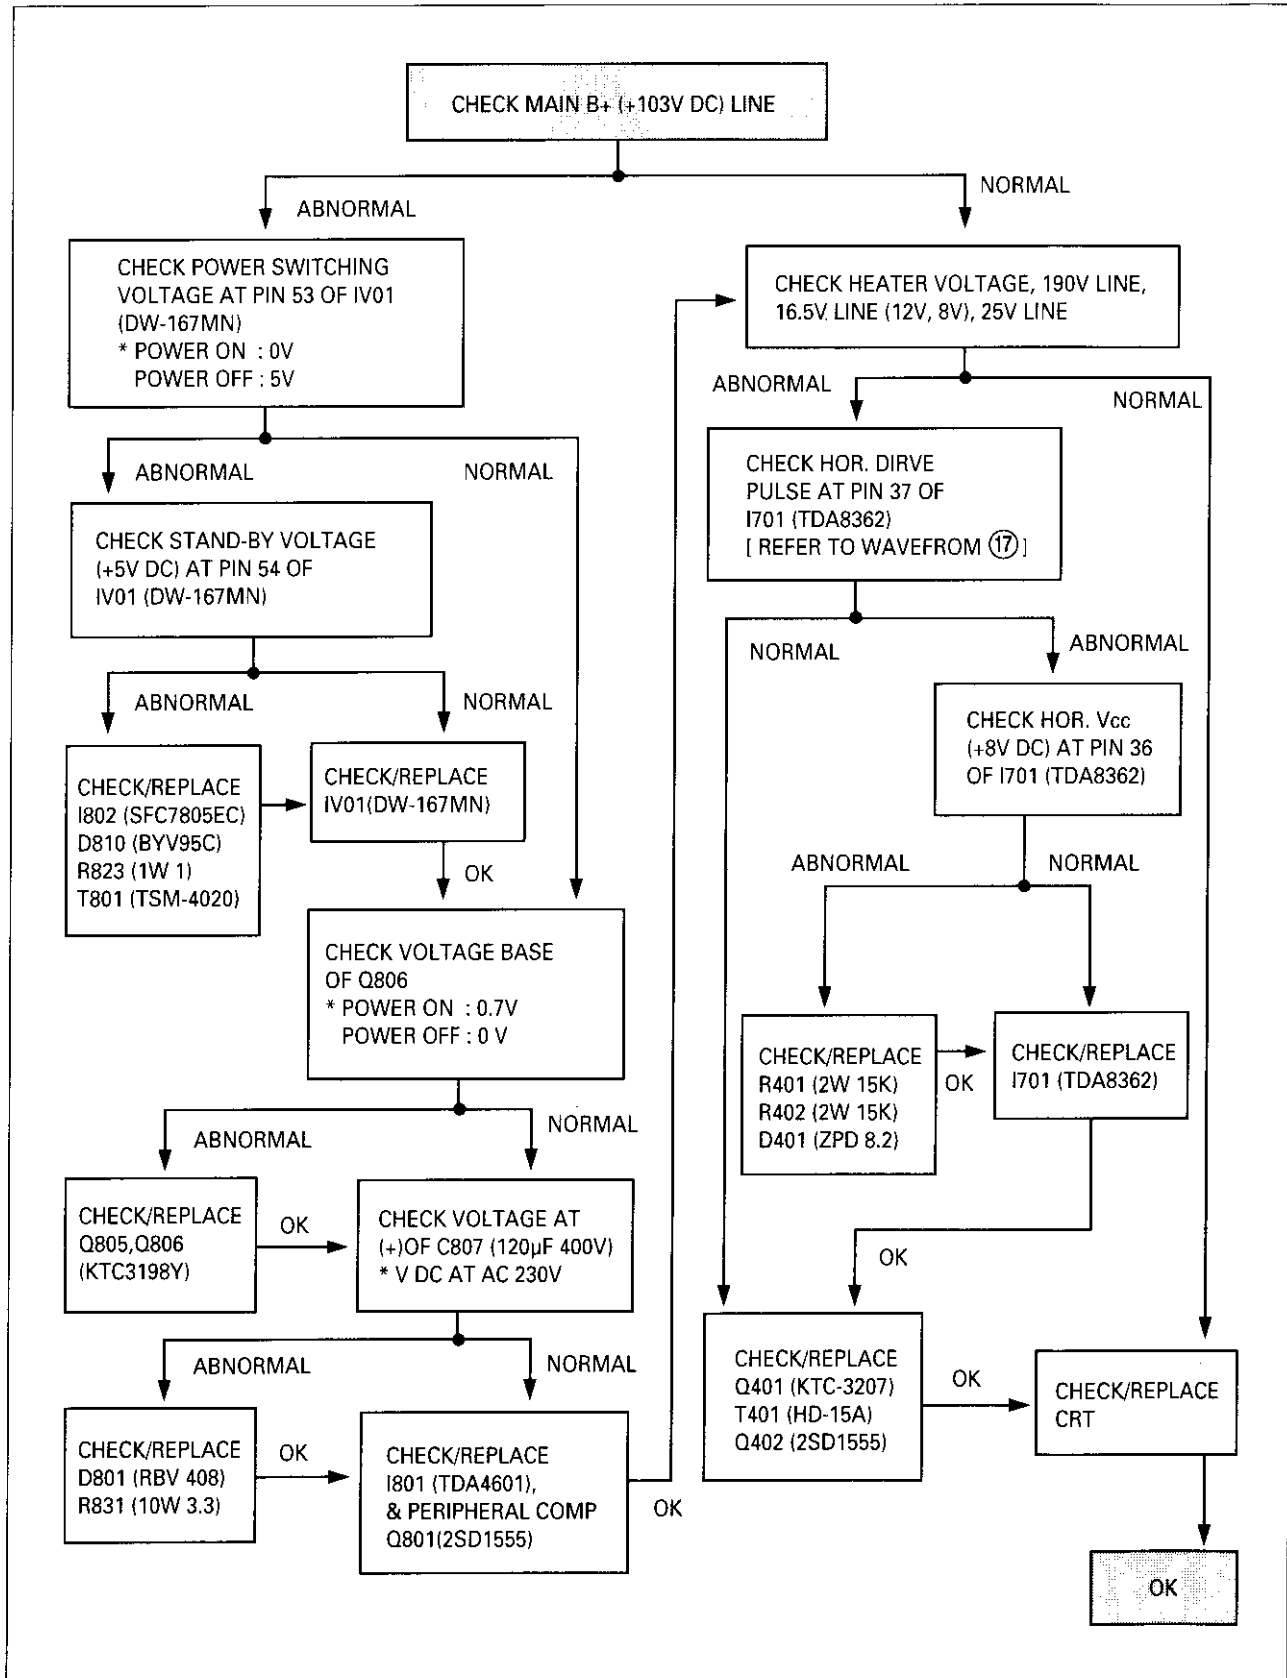 CHECK MAIN B+ (+103V DC) LINE
ABNORMAL
NORMAL
CHECK POWER SWITCHING
VOLTAGE AT PIN 53 OF IV01
(DW-167MN)
* POWER ON : 0V
POWER OFF : 5V
CHECK HEATER VOLTAGE, 190V LINE,
16.5V LINE (12V, 8V), 25V LINE
ABNORMAL
NORMAL
ABNORMAL
NORMAL
CHECK STAND-BY VOLTAGE
(+5V DC) AT PIN 54 OF
IV01 (DW-167MN)
CHECK HOR. DIRVE
PULSE AT PIN 37 OF
I701 (TDA8362)
[ REFER TO WAVEFROM ⑰ ]
ABNORMAL
NORMAL
NORMAL
ABNORMAL
CHECK/REPLACE
I802 (SFC7805EC)
D810 (BYV95C)
R823 (1W 1)
T801 (TSM-4020)
CHECK/REPLACE
IV01(DW-167MN)
OK
CHECK HOR. Vcc
(+8V DC) AT PIN 36
OF I701 (TDA8362)
ABNORMAL
NORMAL
CHECK VOLTAGE BASE
OF Q806
* POWER ON : 0.7V
POWER OFF : 0 V
CHECK/REPLACE
R401 (2W 15K)
R402 (2W 15K)
D401 (ZPD 8.2)
OK
CHECK/REPLACE
I701 (TDA8362)
ABNORMAL
NORMAL
CHECK/REPLACE
Q805,Q806
(KTC3198Y)
OK
CHECK VOLTAGE AT
(+)OF C807 (120µF 400V)
* V DC AT AC 230V
OK
ABNORMAL
NORMAL
CHECK/REPLACE
Q401 (KTC-3207)
T401 (HD-15A)
Q402 (2SD1555)
OK
CHECK/REPLACE
CRT
CHECK/REPLACE
D801 (RBV 408)
R831 (10W 3.3)
OK
CHECK/REPLACE
I801 (TDA4601),
& PERIPHERAL COMP
Q801(2SD1555)
OK
OK